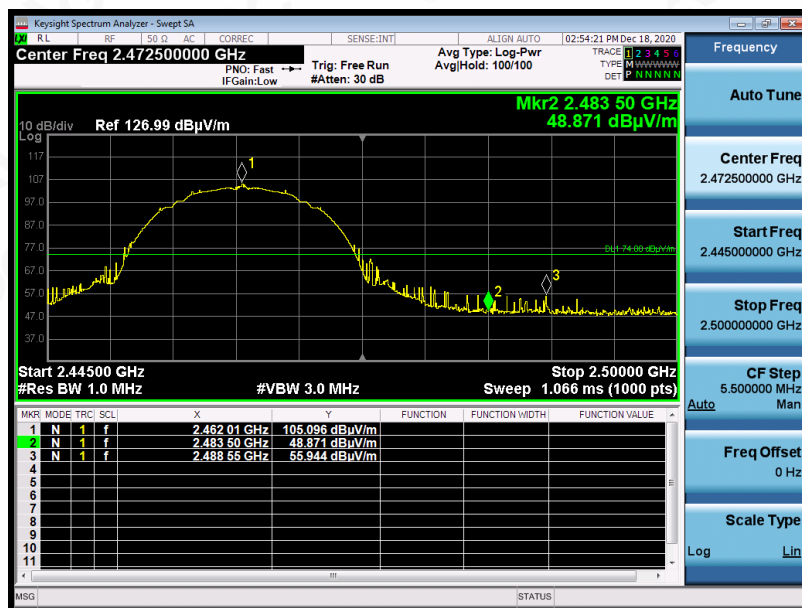 Keysight Spectrum Analyzer - Swept SA
RL RF 50 Ω AC CORREC SENSE:INT ALIGN AUTO 02:54:21 PM Dec 18, 2020
Center Freq 2.472500000 GHz
PNO: Fast
IFGain:Low
Trig: Free Run
#Atten: 30 dB
Avg Type: Log-Pwr
Avg|Hold: 100/100
TRACE 1 2 3 4 5 6
TYPE M WWWWW
DET P N N N N N
Mkr2 2.483 50 GHz
48.871 dBµV/m
10 dB/div Ref 126.99 dBµV/m
Log
117
107
97.0
87.0
77.0
67.0
57.0
47.0
37.0
1
2
3
DL1 74.00 dBµV/m
Start 2.44500 GHz Stop 2.50000 GHz
#Res BW 1.0 MHz #VBW 3.0 MHz Sweep 1.066 ms (1000 pts)
MKR MODE TRC SCL X Y FUNCTION FUNCTION WIDTH FUNCTION VALUE
1 N 1 f 2.462 01 GHz 105.096 dBµV/m
2 N 1 f 2.483 50 GHz 48.871 dBµV/m
3 N 1 f 2.488 55 GHz 55.944 dBµV/m
4
5
6
7
8
9
10
11
MSG STATUS
Frequency
Auto Tune
Center Freq
2.472500000 GHz
Start Freq
2.445000000 GHz
Stop Freq
2.500000000 GHz
CF Step
5.500000 MHz
Auto Man
Freq Offset
0 Hz
Scale Type
Log Lin